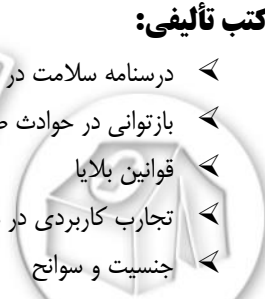 کتب تألیفی:
درسنامه سلامت در
بازتوانی در حوادث
قوانین بلایا
تجارب کاربردی در
جنسیت و سوانح